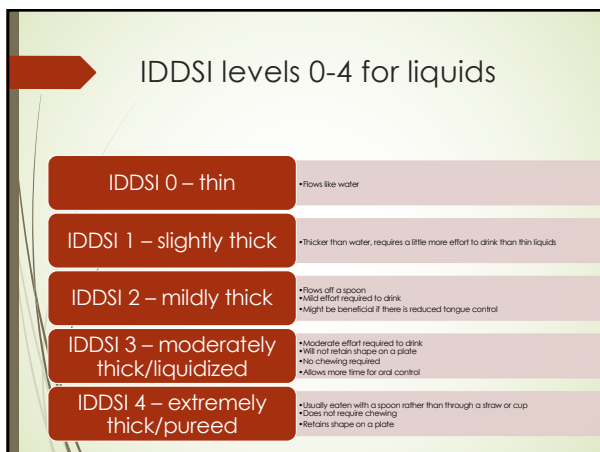 IDDSI levels 0-4 for liquids
IDDSI 0 – thin
•Flows like water
IDDSI 1 – slightly thick
•Thicker than water, requires a little more effort to drink than thin liquids
IDDSI 2 – mildly thick
•Flows off a spoon
•Mild effort required to drink
•Might be beneficial if there is reduced tongue control
IDDSI 3 – moderately
thick/liquidized
•Moderate effort required to drink
•Will not retain shape on a plate
•No chewing required
•Allows more time for oral control
IDDSI 4 – extremely
thick/pureed
•Usually eaten with a spoon rather than through a straw or cup
•Does not require chewing
•Retains shape on a plate